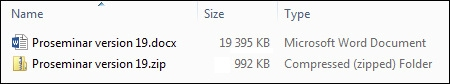 Name Size Type
Proseminar version 19.docx 19 395 KB Microsoft Word Document
Proseminar version 19.zip 992 KB Compressed (zipped) Folder